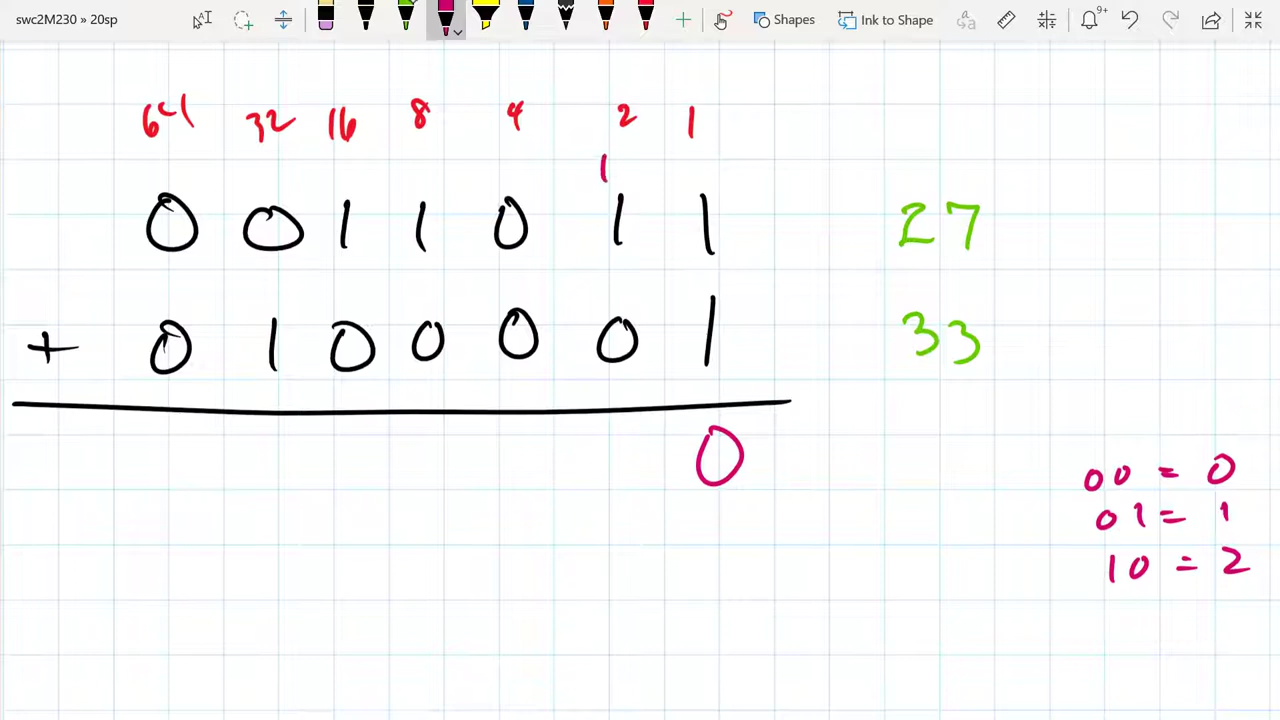 swc2M230 » 20sp
Shapes
Ink to Shape
9+
64 32 16 8 4 2 1
1
0 0 1 1 0 1 1 27
+ 0 1 0 0 0 0 1 33
0
00 = 0
01 = 1
10 = 2